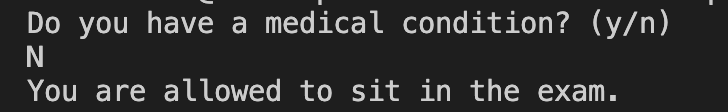 Do you have a medical condition? (y/n)
N
You are allowed to sit in the exam.